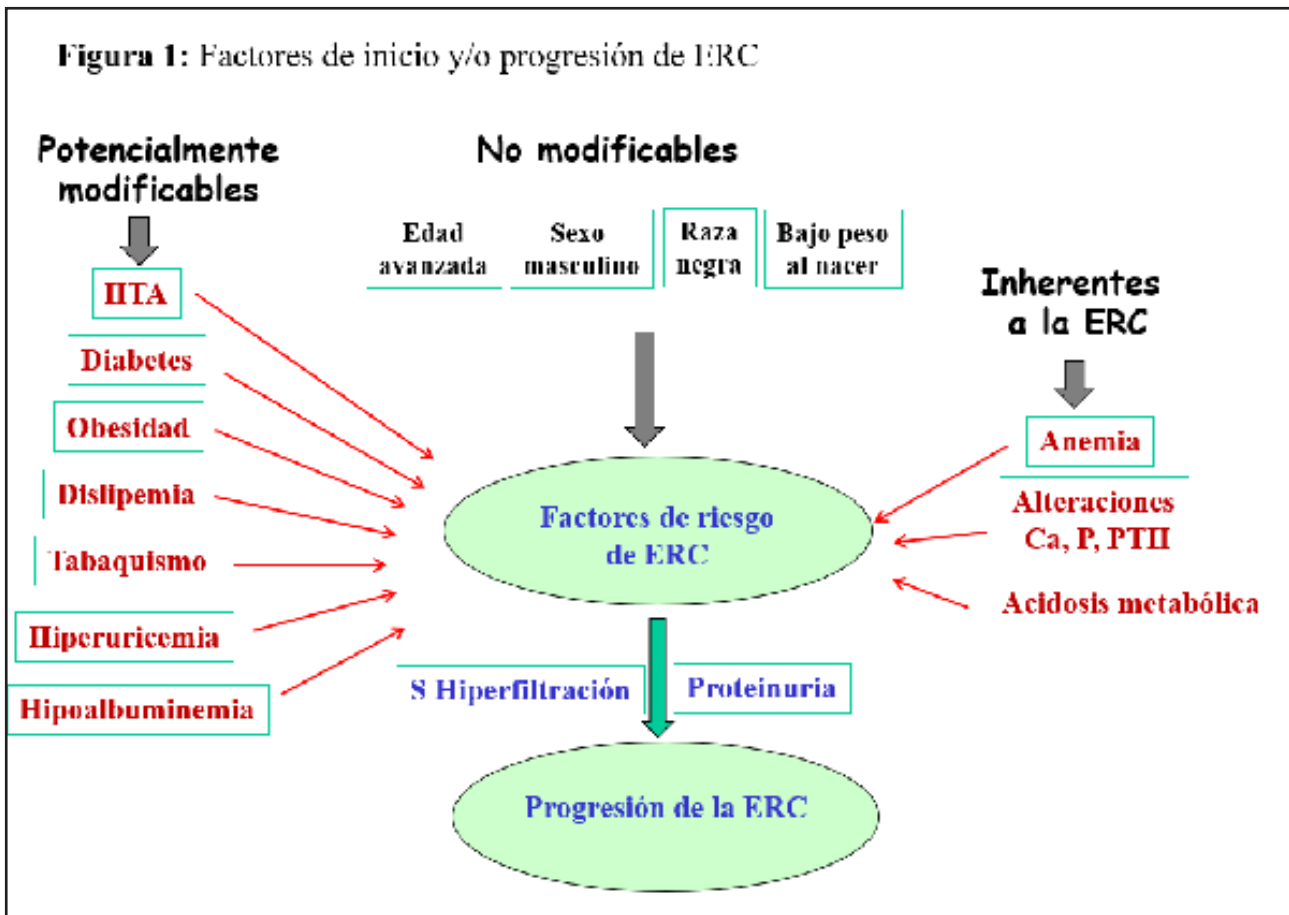 Figura 1: Factores de inicio y/o progresión de ERC
Potencialmente
modificables
No modificables
Edad
avanzada
Sexo
masculino
Raza
negra
Bajo peso
al nacer
Inherentes
a la ERC
HTA
Diabetes
Obesidad
Dislipemia
Tabaquismo
Hiperuricemia
Hipoalbuminemia
Anemia
Alteraciones
Ca, P, PTH
Acidosis metabólica
Factores de riesgo
de ERC
S Hiperfiltración
Proteinuria
Progresión de la ERC